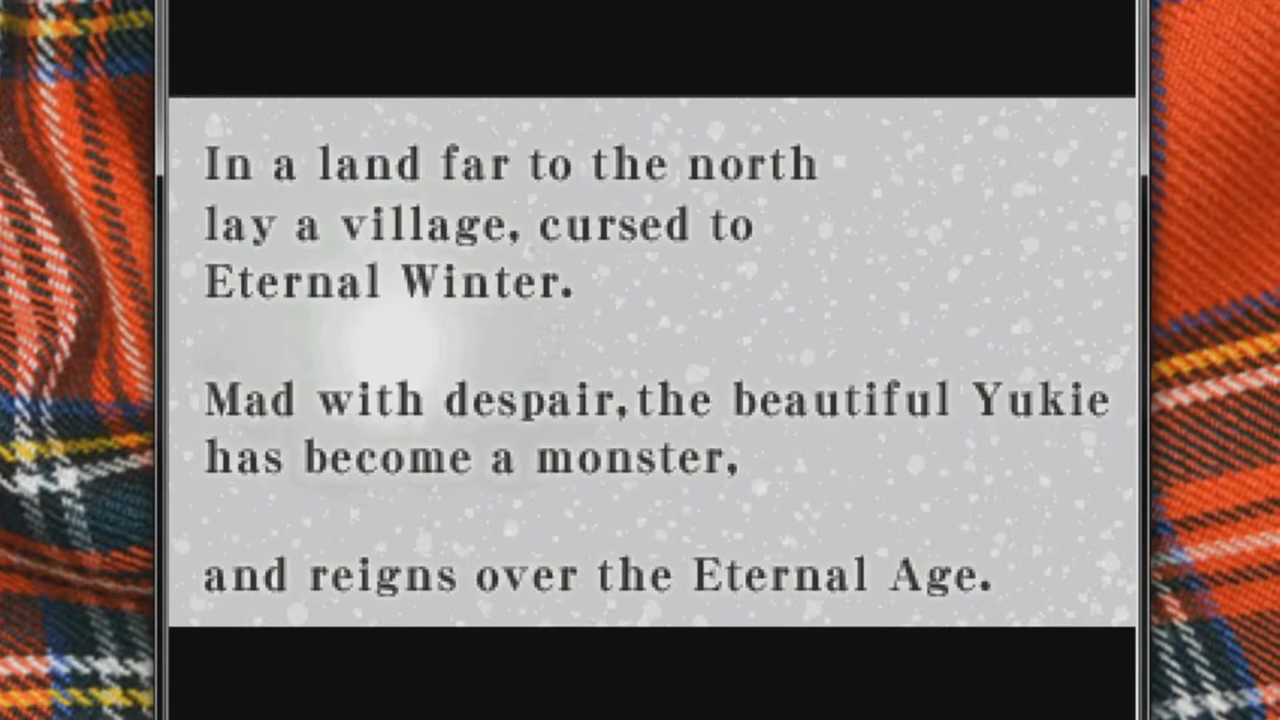 In a land far to the north
lay a village, cursed to
Eternal Winter.
Mad with despair,the beautiful Yukie
has become a monster,
and reigns over the Eternal Age.